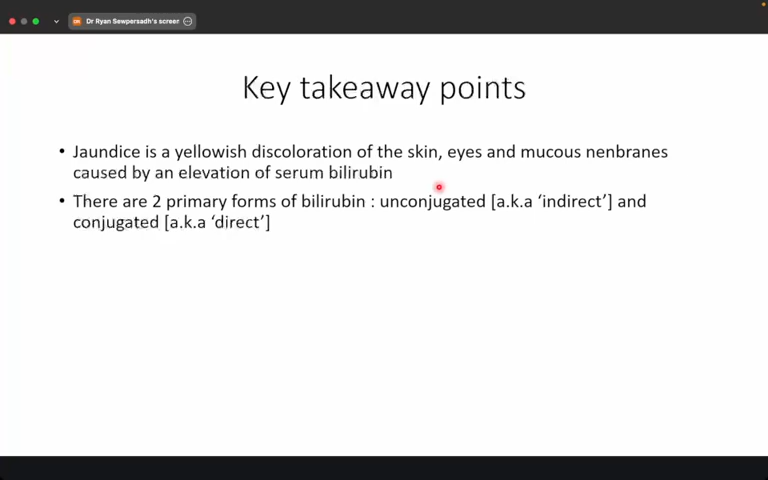 Dr Ryan Sewpersadh's screen
Key takeaway points
• Jaundice is a yellowish discoloration of the skin, eyes and mucous nenbranes
caused by an elevation of serum bilirubin
• There are 2 primary forms of bilirubin : unconjugated [a.k.a ‘indirect’] and
conjugated [a.k.a ‘direct’]